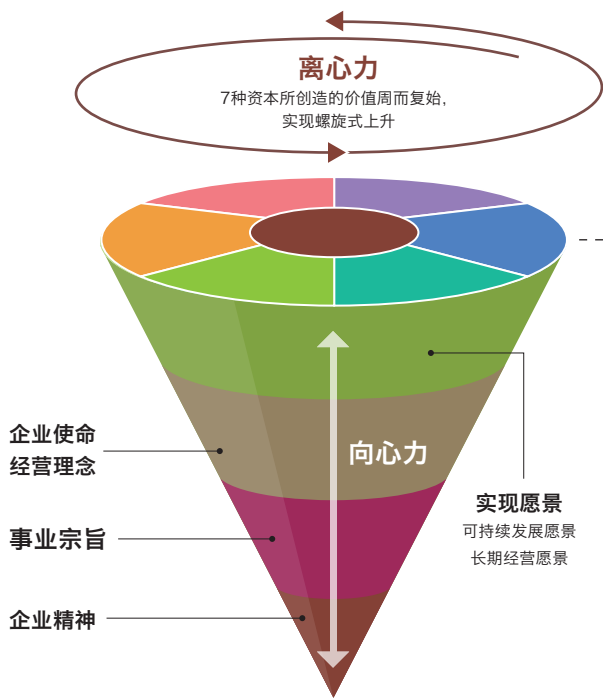 离心力
7种资本所创造的价值周而复始，
实现螺旋式上升
向心力
企业使命
经营理念
事业宗旨
企业精神
实现愿景
可持续发展愿景
长期经营愿景